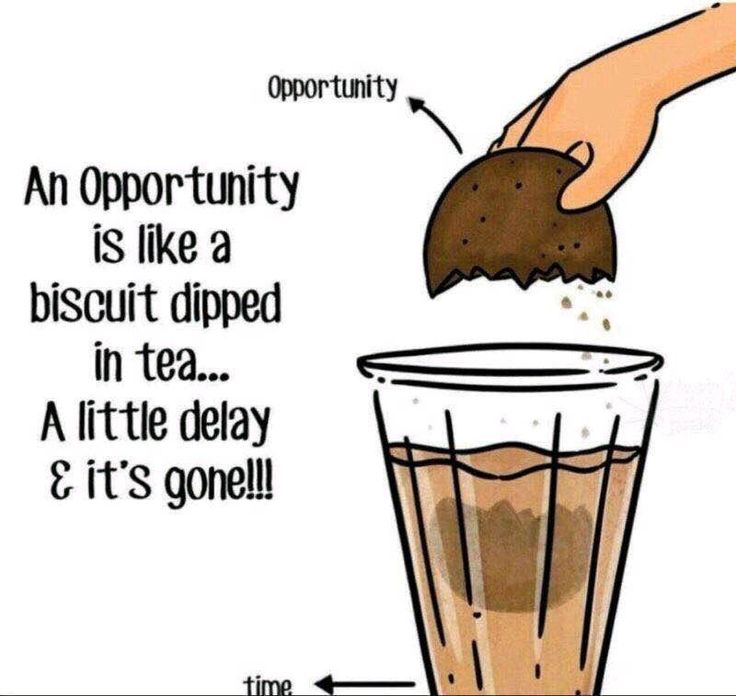 Opportunity
An Opportunity
is like a
biscuit dipped
in tea...
A little delay
& it's gone!!!
time